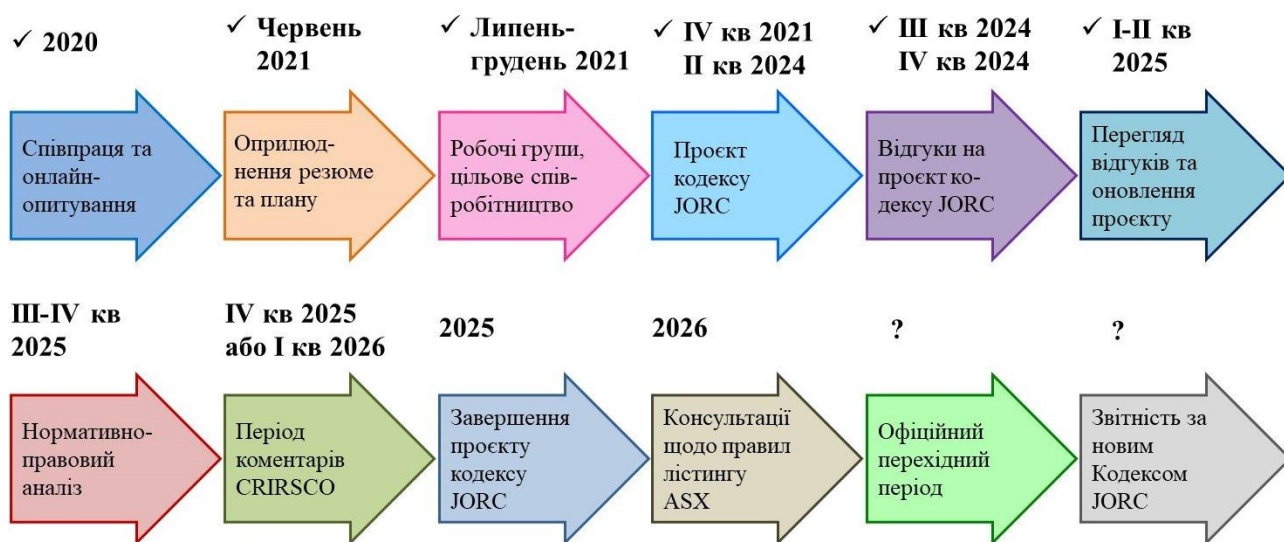 ✓ 2020
✓ Червень
2021
✓ Липень-
грудень 2021
✓ IV кв 2021
II кв 2024
✓ III кв 2024
IV кв 2024
✓ I-II кв
2025
Співпраця та
онлайн-
опитування
Оприлюд-
нення резюме
та плану
Робочі групи,
цільове спів-
робітництво
Проєкт
кодексу
JORC
Відгуки на
проєкт ко-
дексу JORC
Перегляд
відгуків та
оновлення
проєкту
III-IV кв
2025
IV кв 2025
або I кв 2026
2025
2026
?
?
Нормативно-
правовий
аналіз
Період
коментарів
CRIRSCO
Завершення
проєкту
кодексу
JORC
Консультації
щодо правил
лістингу
ASX
Офіційний
перехідний
період
Звітність за
новим
Кодексом
JORC